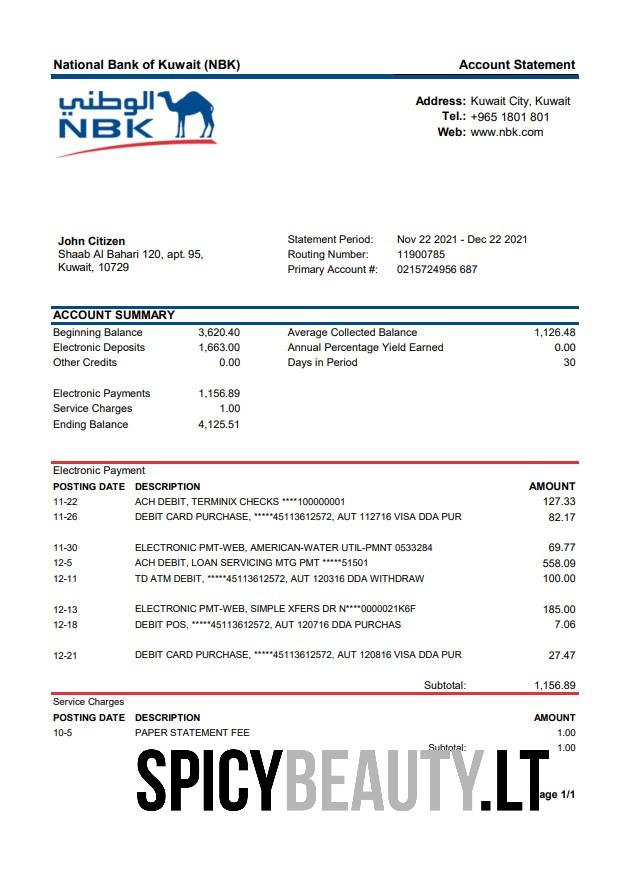 National Bank of Kuwait (NBK) Account Statement
الوطني
NBK
Address: Kuwait City, Kuwait
Tel.: +965 1801 801
Web: www.nbk.com
John Citizen
Shaab Al Bahari 120, apt. 95,
Kuwait, 10729
Statement Period: Nov 22 2021 - Dec 22 2021
Routing Number: 11900785
Primary Account #: 0215724956 687
ACCOUNT SUMMARY
Beginning Balance 3,620.40 Average Collected Balance 1,126.48
Electronic Deposits 1,663.00 Annual Percentage Yield Earned 0.00
Other Credits 0.00 Days in Period 30
Electronic Payments 1,156.89
Service Charges 1.00
Ending Balance 4,125.51
Electronic Payment
POSTING DATE DESCRIPTION AMOUNT
11-22 ACH DEBIT, TERMINIX CHECKS ****100000001 127.33
11-26 DEBIT CARD PURCHASE, *****45113612572, AUT 112716 VISA DDA PUR 82.17
11-30 ELECTRONIC PMT-WEB, AMERICAN-WATER UTIL-PMNT 0533284 69.77
12-5 ACH DEBIT, LOAN SERVICING MTG PMT *****51501 558.09
12-11 TD ATM DEBIT, *****45113612572, AUT 120316 DDA WITHDRAW 100.00
12-13 ELECTRONIC PMT-WEB, SIMPLE XFERS DR N****0000021K6F 185.00
12-18 DEBIT POS, *****45113612572, AUT 120716 DDA PURCHAS 7.06
12-21 DEBIT CARD PURCHASE, *****45113612572, AUT 120816 VISA DDA PUR 27.47
Subtotal: 1,156.89
Service Charges
POSTING DATE DESCRIPTION AMOUNT
10-5 PAPER STATEMENT FEE 1.00
Subtotal: 1.00
SPICYBEAUTY.LT
age 1/1